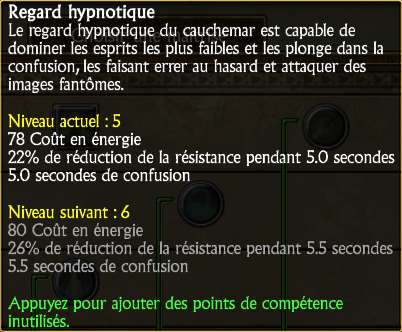 Regard hypnotique
Le regard hypnotique du cauchemar est capable de
dominer les esprits les plus faibles et les plonge dans la
confusion, les faisant errer au hasard et attaquer des
images fantômes.
Niveau actuel : 5
78 Coût en énergie
22% de réduction de la résistance pendant 5.0 secondes
5.0 secondes de confusion
Niveau suivant : 6
80 Coût en énergie
26% de réduction de la résistance pendant 5.5 secondes
5.5 secondes de confusion
Appuyez pour ajouter des points de compétence
inutilisés.